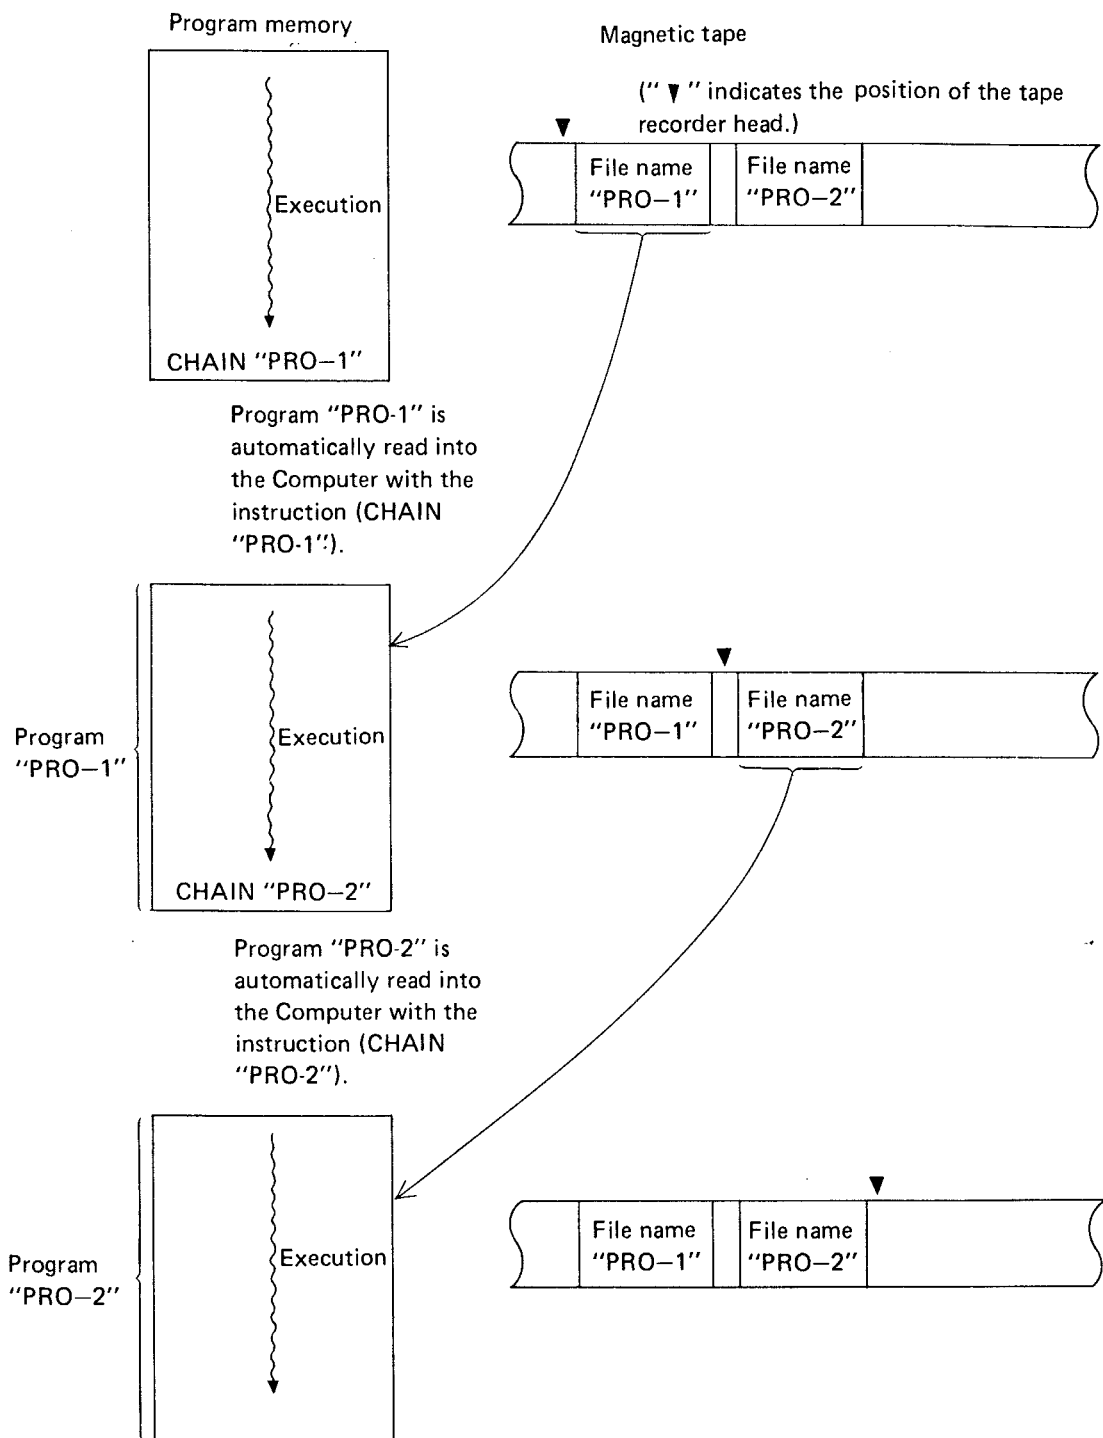 Program memory
Magnetic tape
("▼" indicates the position of the tape
recorder head.)
File name
"PRO—1"
File name
"PRO—2"
Execution
CHAIN "PRO—1"
Program "PRO-1" is
automatically read into
the Computer with the
instruction (CHAIN
"PRO-1").
Program
"PRO—1"
Execution
CHAIN "PRO—2"
File name
"PRO—1"
File name
"PRO—2"
Program "PRO-2" is
automatically read into
the Computer with the
instruction (CHAIN
"PRO-2").
Program
"PRO—2"
Execution
File name
"PRO—1"
File name
"PRO—2"